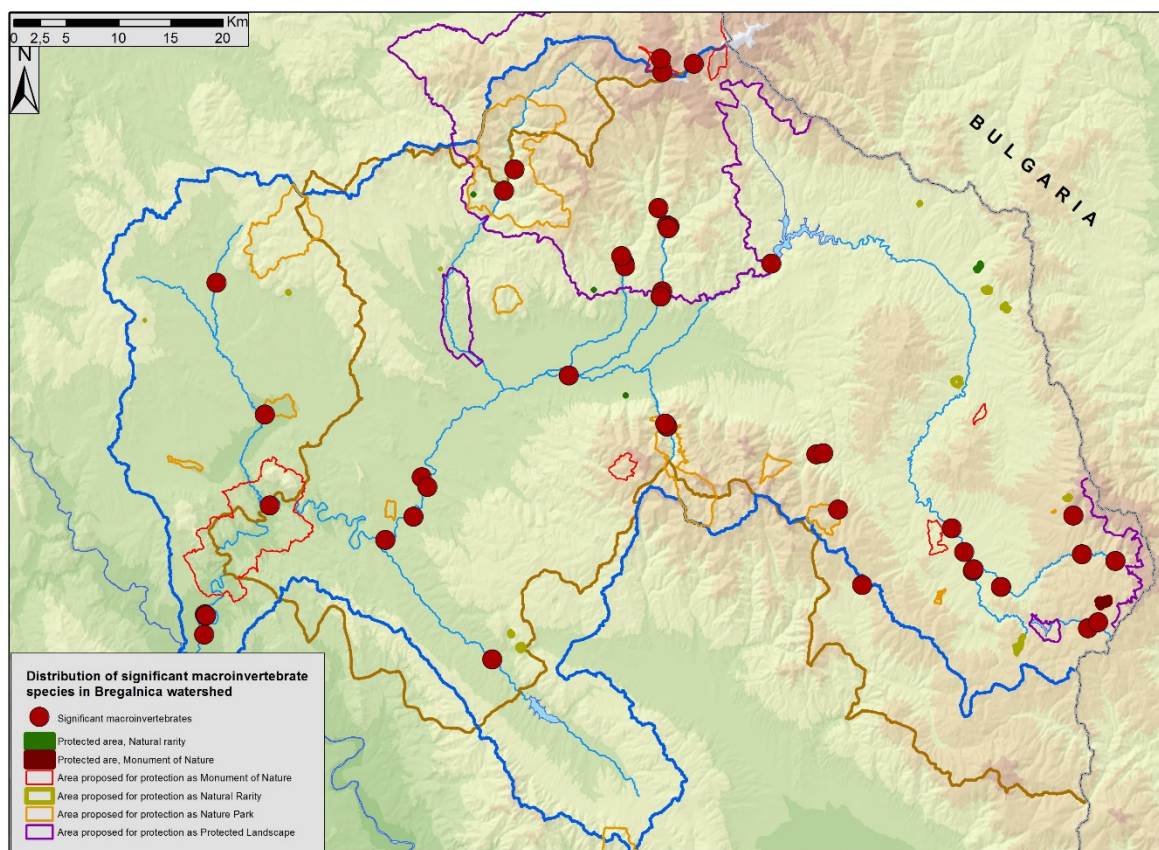 Km
0 2,5 5 10 15 20
N
BULGARIA
Distribution of significant macroinvertebrate
species in Bregalnica watershed
Significant macroinvertebrates
Protected area, Natural rarity
Protected are, Monument of Nature
Area proposed for protection as Monument of Nature
Area proposed for protection as Natural Rarity
Area proposed for protection as Nature Park
Area proposed for protection as Protected Landscape